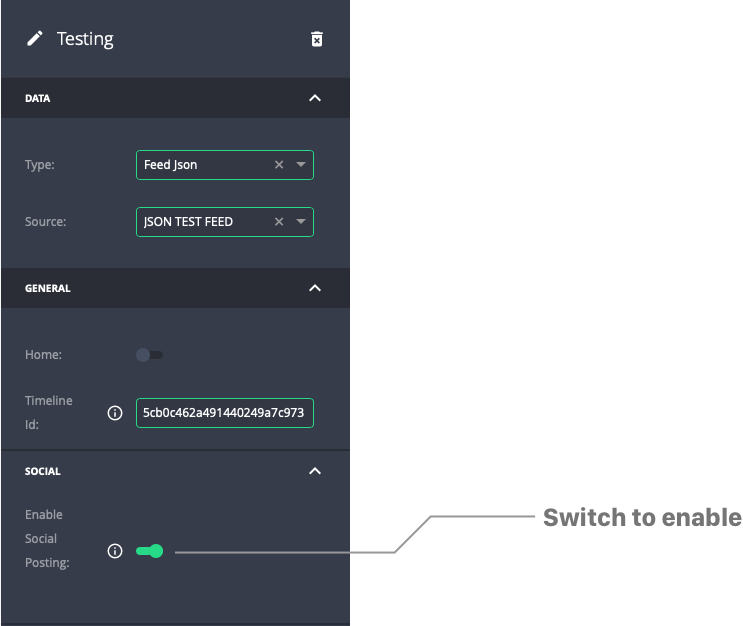 Testing
DATA
Type:
Feed Json
Source:
JSON TEST FEED
GENERAL
Home:
Timeline
Id:
5cb0c462a491440249a7c973
SOCIAL
Enable
Social
Posting:
Switch to enable